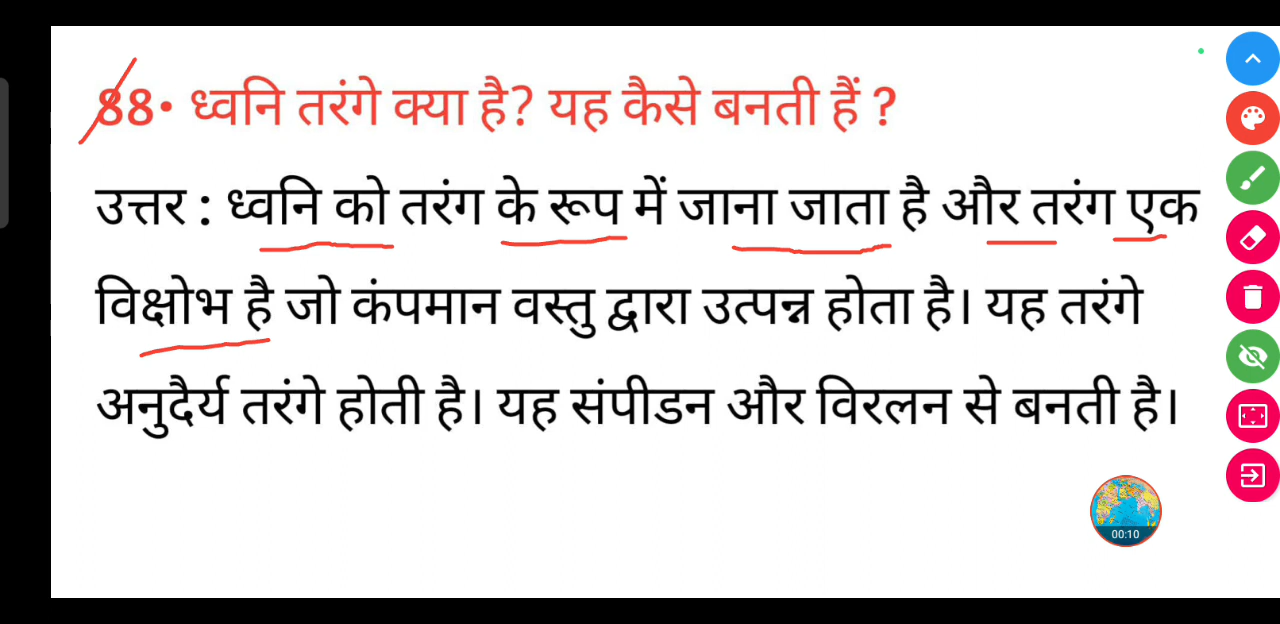 88• ध्वनि तरंगे क्या है? यह कैसे बनती हैं ?
उत्तर : ध्वनि को तरंग के रूप में जाना जाता है और तरंग एक
विक्षोभ है जो कंपमान वस्तु द्वारा उत्पन्न होता है। यह तरंगे
अनुदैर्य तरंगे होती है। यह संपीडन और विरलन से बनती है।
00:10